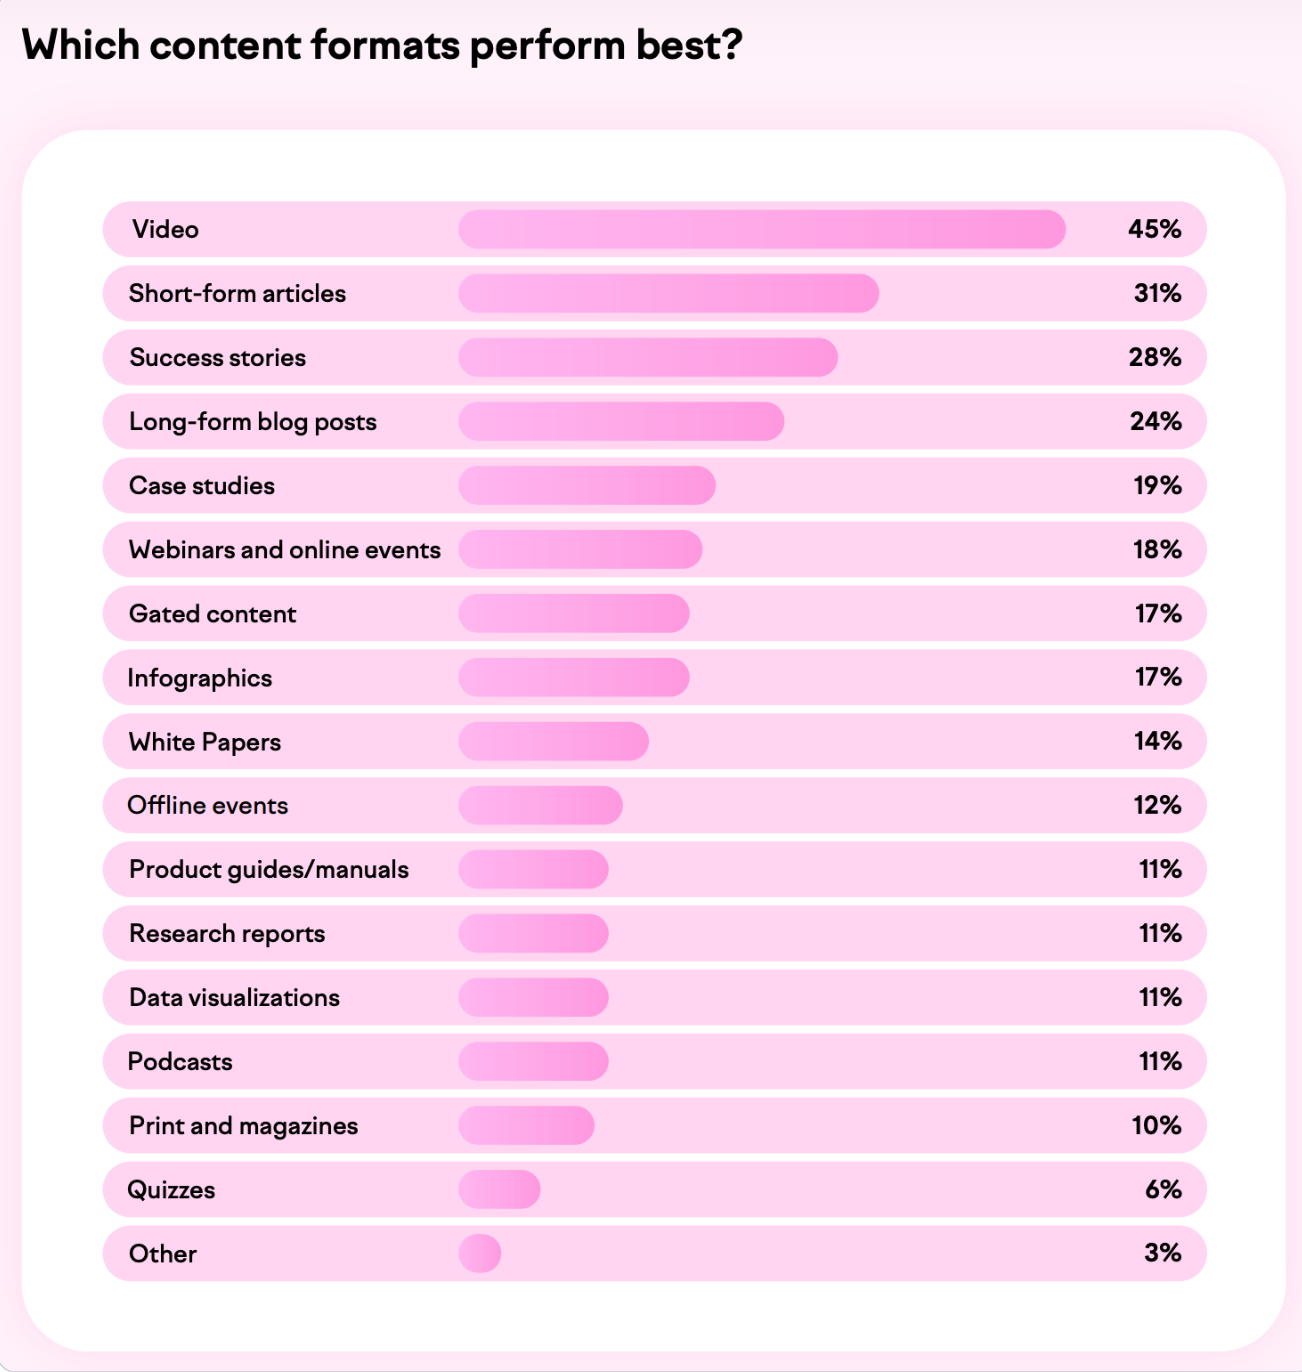 Which content formats perform best?
Video 45%
Short-form articles 31%
Success stories 28%
Long-form blog posts 24%
Case studies 19%
Webinars and online events 18%
Gated content 17%
Infographics 17%
White Papers 14%
Offline events 12%
Product guides/manuals 11%
Research reports 11%
Data visualizations 11%
Podcasts 11%
Print and magazines 10%
Quizzes 6%
Other 3%